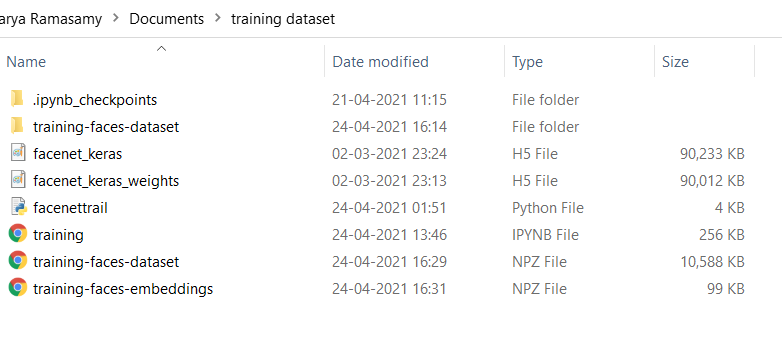 arya Ramasamy > Documents > training dataset
Name Date modified Type Size
.ipynb_checkpoints 21-04-2021 11:15 File folder
training-faces-dataset 24-04-2021 16:14 File folder
facenet_keras 02-03-2021 23:24 H5 File 90,233 KB
facenet_keras_weights 02-03-2021 23:13 H5 File 90,012 KB
facenettrail 24-04-2021 01:51 Python File 4 KB
training 24-04-2021 13:46 IPYNB File 256 KB
training-faces-dataset 24-04-2021 16:29 NPZ File 10,588 KB
training-faces-embeddings 24-04-2021 16:31 NPZ File 99 KB